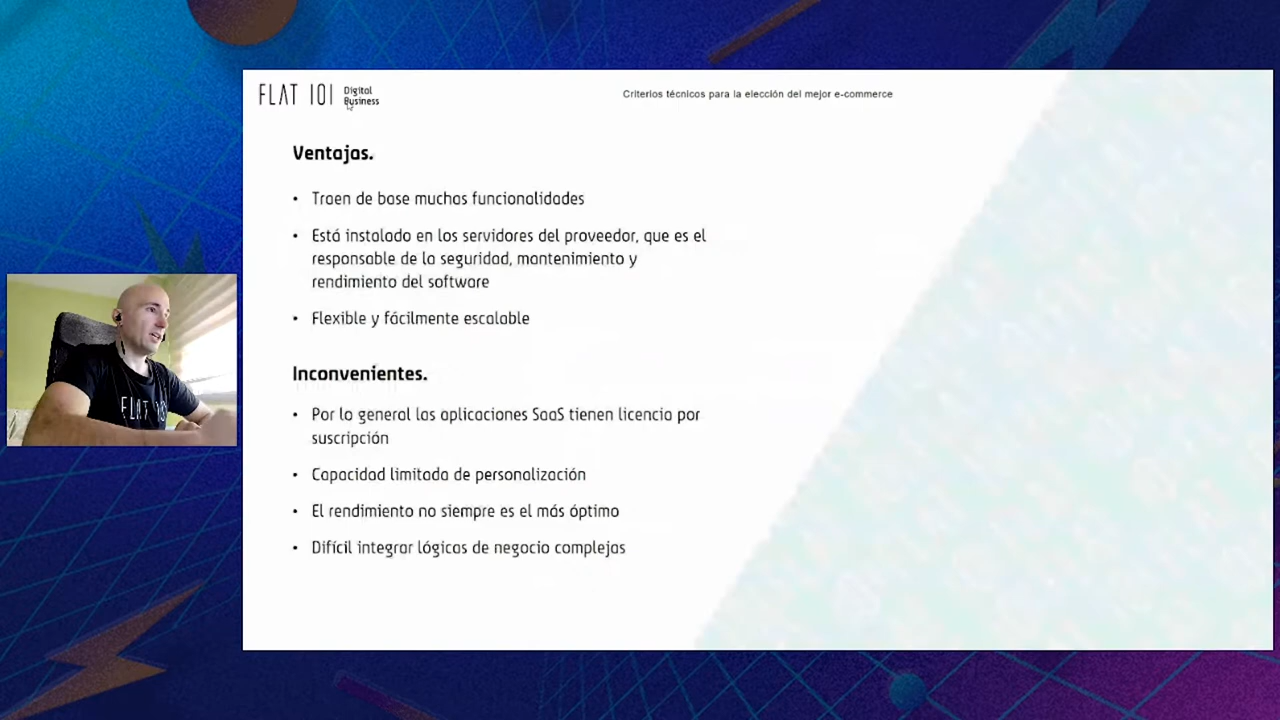 FLAT 101 Digital Business
Criterios técnicos para la elección del mejor e-commerce
Ventajas.
• Traen de base muchas funcionalidades
• Está instalado en los servidores del proveedor, que es el
responsable de la seguridad, mantenimiento y
rendimiento del software
• Flexible y fácilmente escalable
Inconvenientes.
• Por lo general las aplicaciones SaaS tienen licencia por
suscripción
• Capacidad limitada de personalización
• El rendimiento no siempre es el más óptimo
• Difícil integrar lógicas de negocio complejas
FLAT 101